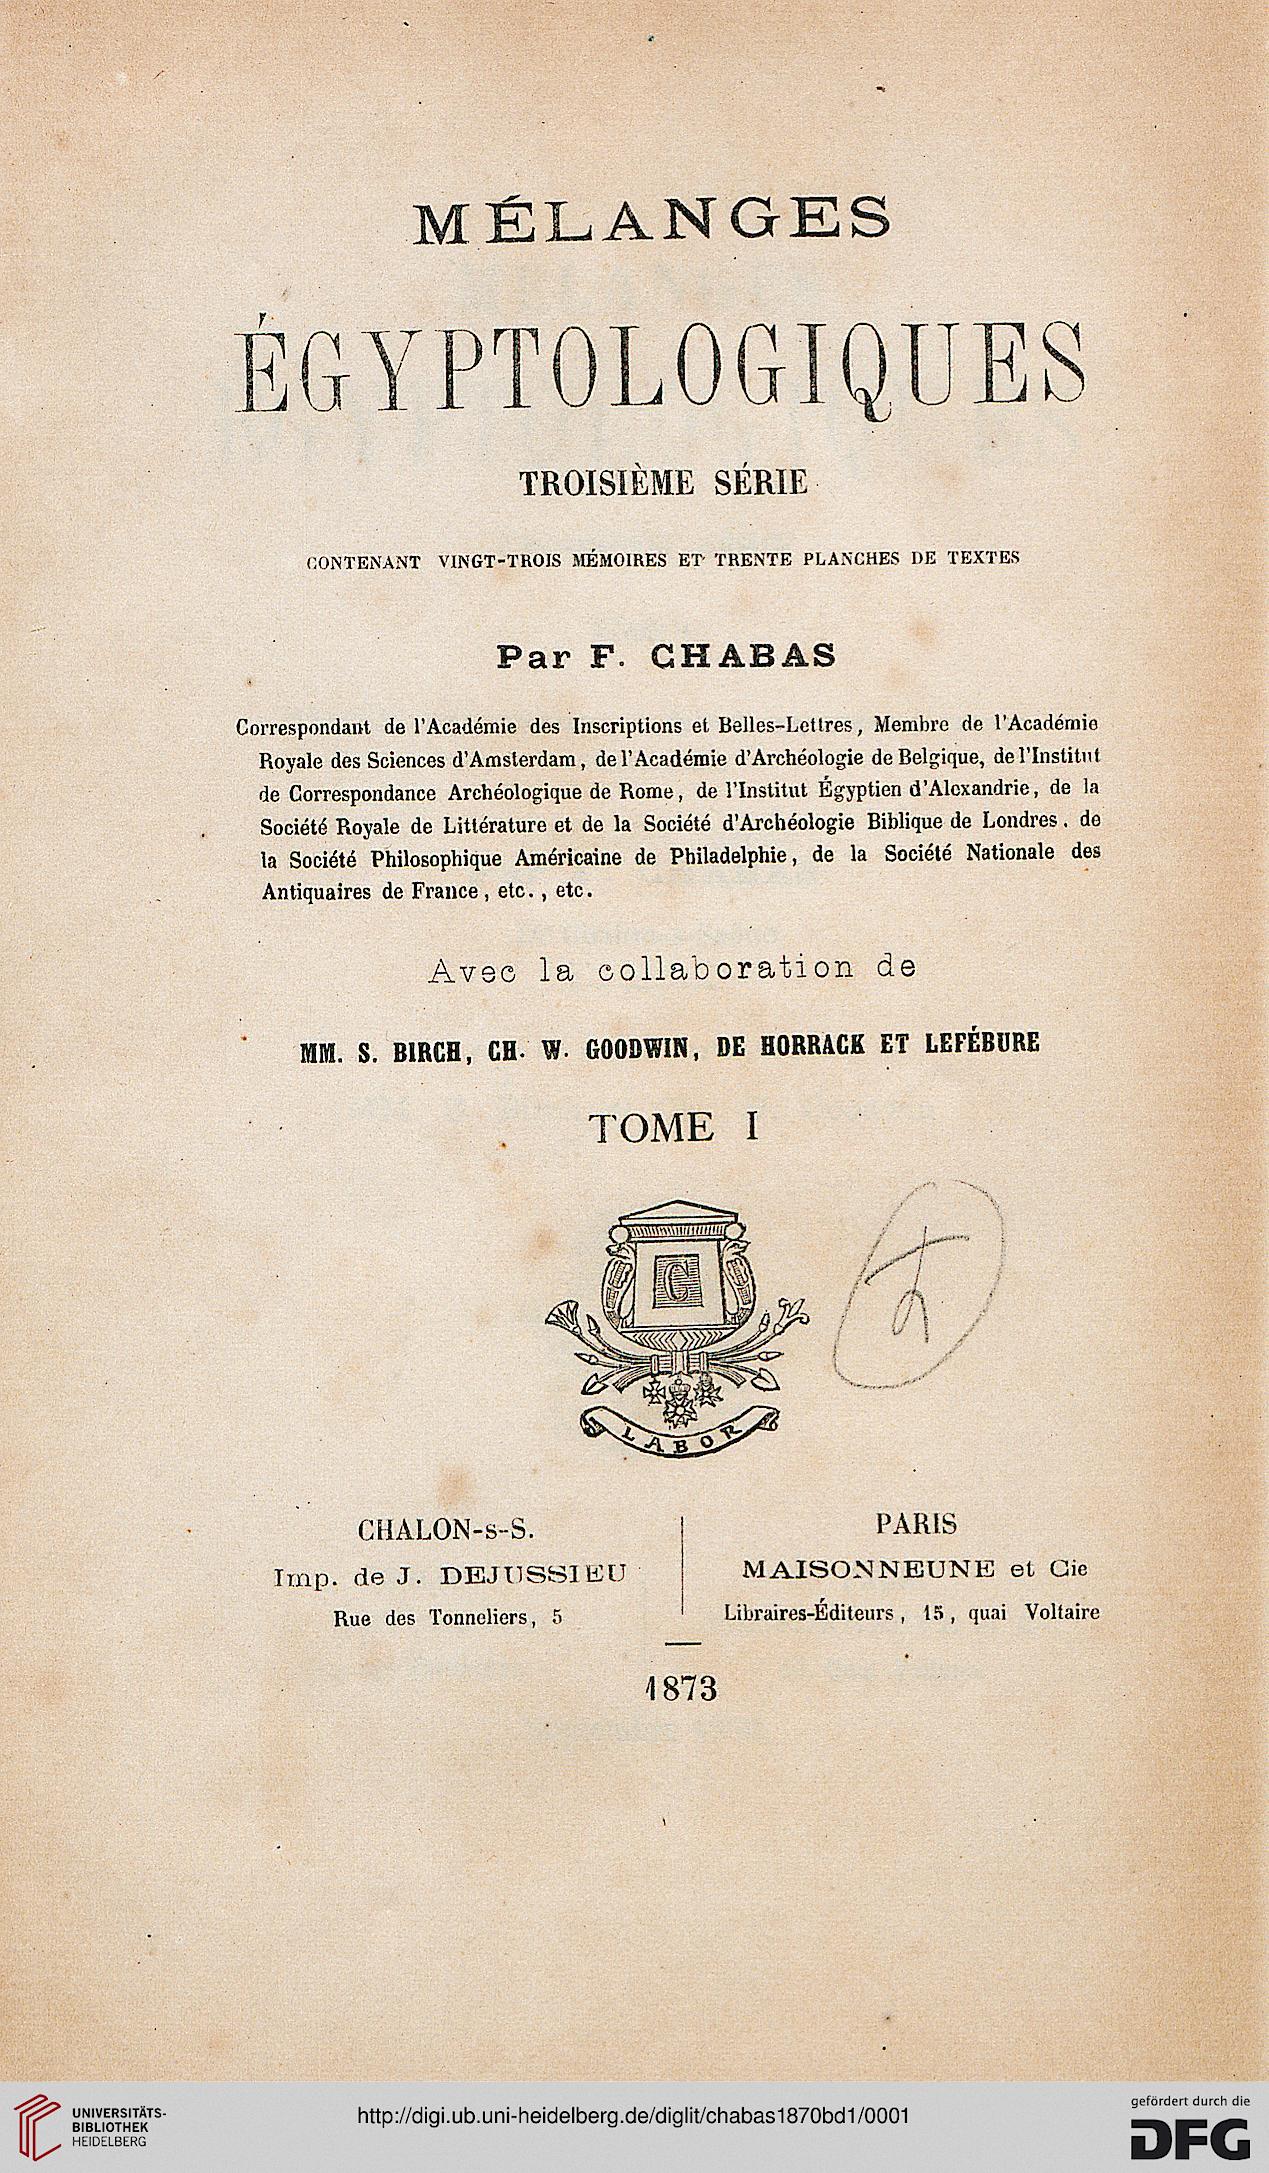 MÉLANGES
ÉGYPTOLOGIQUES
TROISIÈME SÉRIE
CONTENANT VINGT-TROIS MÉMOIRES ET TRENTE PLANCHES DE TEXTES
Par F. CHABAS
Correspondant de l'Académie des Inscriptions et Belles-Lettres, Membre de l'Académie
Royale des Sciences d'Amsterdam, de l'Académie d'Archéologie de Belgique, de l'Institut
de Correspondance Archéologique de Rome, de l'Institut Égyptien d'Alexandrie, de la
Société Royale de Littérature et de la Société d'Archéologie Biblique de Londres. de
la Société Philosophique Américaine de Philadelphie, de la Société Nationale des
Antiquaires de France, etc., etc.
Avec la collaboration de
MM. S. BIRCH, CH. W. GOODWIN, DE HORRACK ET LEFÉBURE
TOME I
C
LABOR
CHALON-s-S.
Imp. de J. DEJUSSIEU
Rue des Tonneliers, 5
PARIS
MAISONNEUNE et Cie
Libraires-Éditeurs, 15, quai Voltaire
1873
UNIVERSITÄTS-
BIBLIOTHEK
HEIDELBERG
http://digi.ub.uni-heidelberg.de/diglit/chabas1870bd1/0001
gefördert durch die
DFG